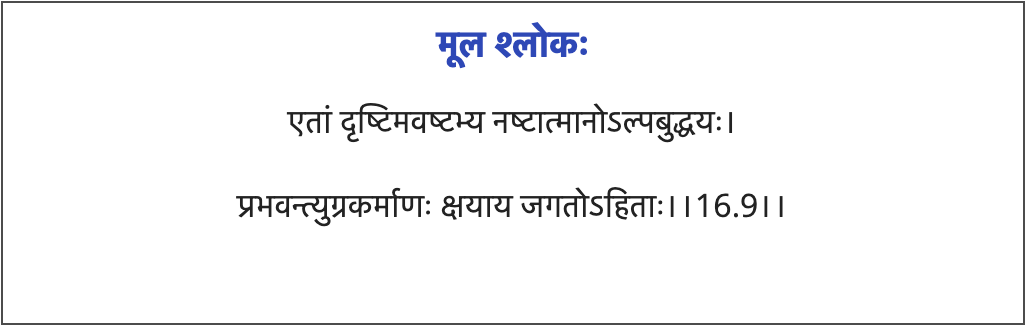 मूल श्लोकः
एतां दृष्टिमवष्टभ्य नष्टात्मानोऽल्पबुद्धयः।
प्रभवन्त्युग्रकर्माणः क्षयाय जगतोऽहिताः।।16.9।।